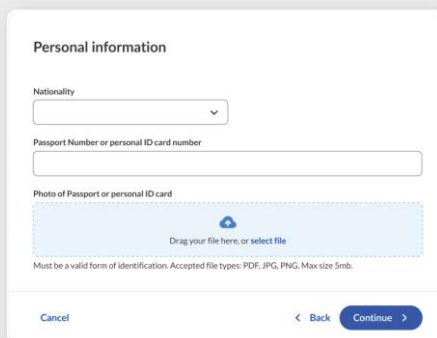 Personal information
Nationality
Passport Number or personal ID card number
Photo of Passport or personal ID card
Drag your file here, or select file
Must be a valid form of identification. Accepted file types: PDF, JPG, PNG. Max size 5mb.
Cancel
Back
Continue